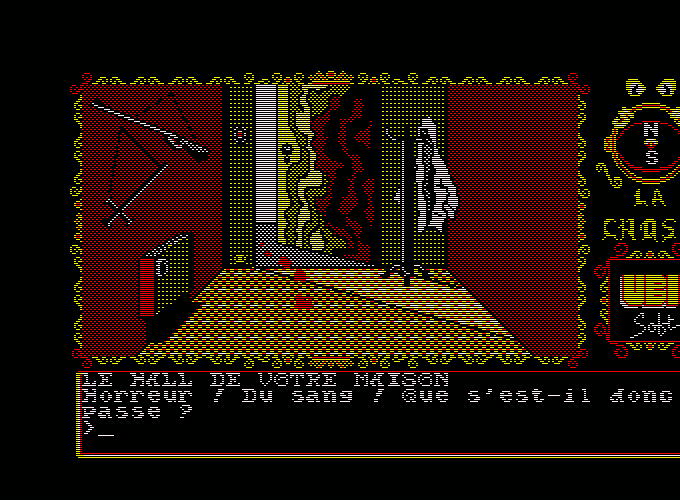 N
S
LA
CHAS
UBI
Soft
LE HALL DE VOTRE MAISON
Horreur ! Du sang ! Que s'est-il donc
passe ?
>_